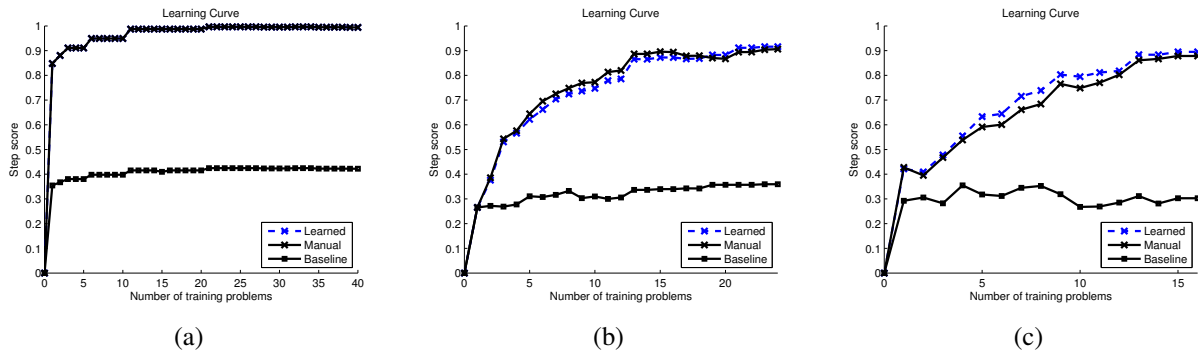 Learning Curve
Step score
1
0.9
0.8
0.7
0.6
0.5
0.4
0.3
0.2
0.1
0
0 5 10 15 20 25 30 35 40
Number of training problems
Learned
Manual
Baseline
(a)
Learning Curve
Step score
1
0.9
0.8
0.7
0.6
0.5
0.4
0.3
0.2
0.1
0
0 5 10 15 20
Number of training problems
Learned
Manual
Baseline
(b)
Learning Curve
Step score
1
0.9
0.8
0.7
0.6
0.5
0.4
0.3
0.2
0.1
0
0 5 10 15
Number of training problems
Learned
Manual
Baseline
(c)